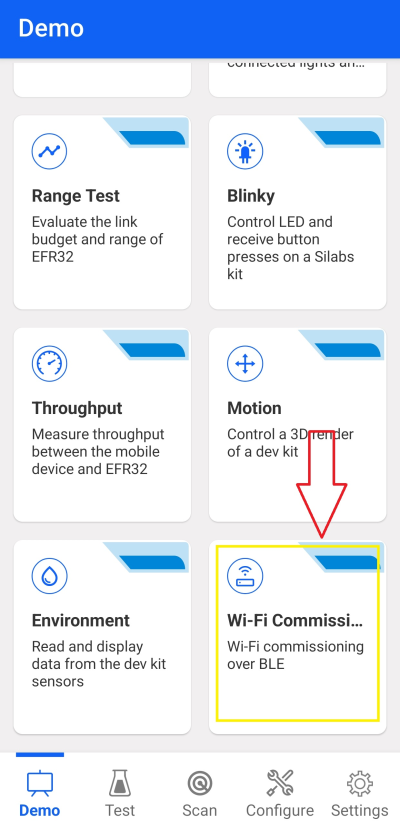 Demo
connected lights an...
Range Test
Evaluate the link
budget and range of
EFR32
Blinky
Control LED and
receive button
presses on a Silabs
kit
Throughput
Measure throughput
between the mobile
device and EFR32
Motion
Control a 3D render
of a dev kit
Environment
Read and display
data from the dev kit
sensors
Wi-Fi Commissi...
Wi-Fi commissioning
over BLE
Demo
Test
Scan
Configure
Settings